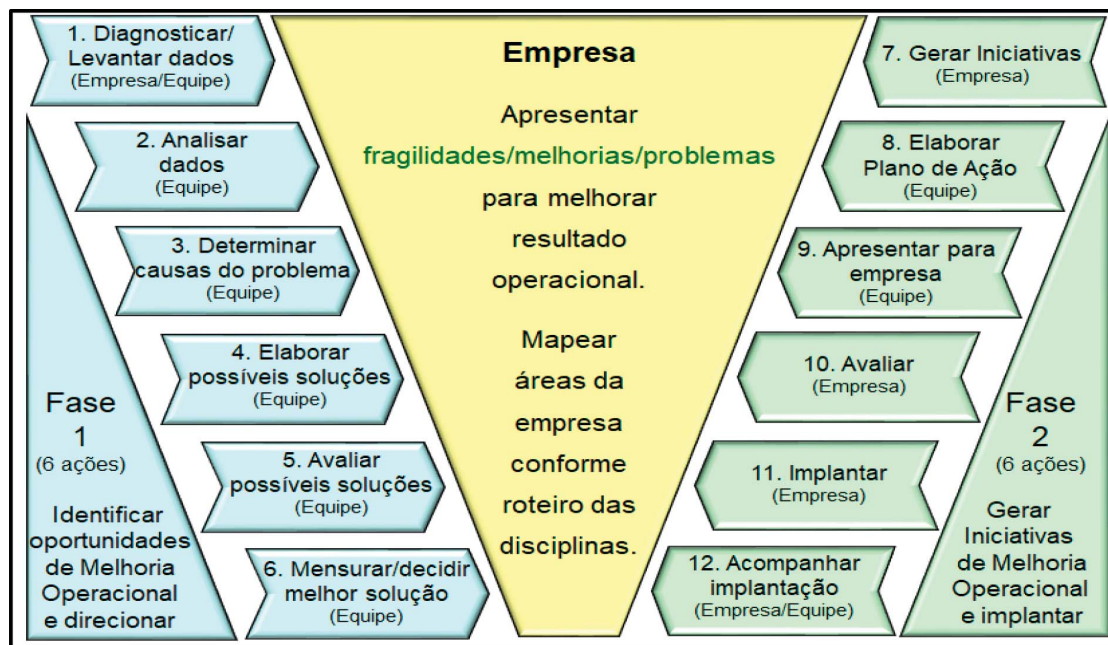 1. Diagnosticar/
Levantar dados
(Empresa/Equipe)
2. Analisar
dados
(Equipe)
3. Determinar
causas do problema
(Equipe)
4. Elaborar
possíveis soluções
(Equipe)
5. Avaliar
possíveis soluções
(Equipe)
6. Mensurar/decidir
melhor solução
(Equipe)
Fase
1
(6 ações)
Identificar
oportunidades
de Melhoria
Operacional
e direcionar
Empresa
Apresentar
fragilidades/melhorias/problemas
para melhorar
resultado
operacional.
Mapear
áreas da
empresa
conforme
roteiro das
disciplinas.
7. Gerar Iniciativas
(Empresa)
8. Elaborar
Plano de Ação
(Equipe)
9. Apresentar para
empresa
(Equipe)
10. Avaliar
(Empresa)
11. Implantar
(Empresa)
12. Acompanhar
implantação
(Empresa/Equipe)
Fase
2
(6 ações)
Gerar
Iniciativas
de Melhoria
Operacional
e implantar